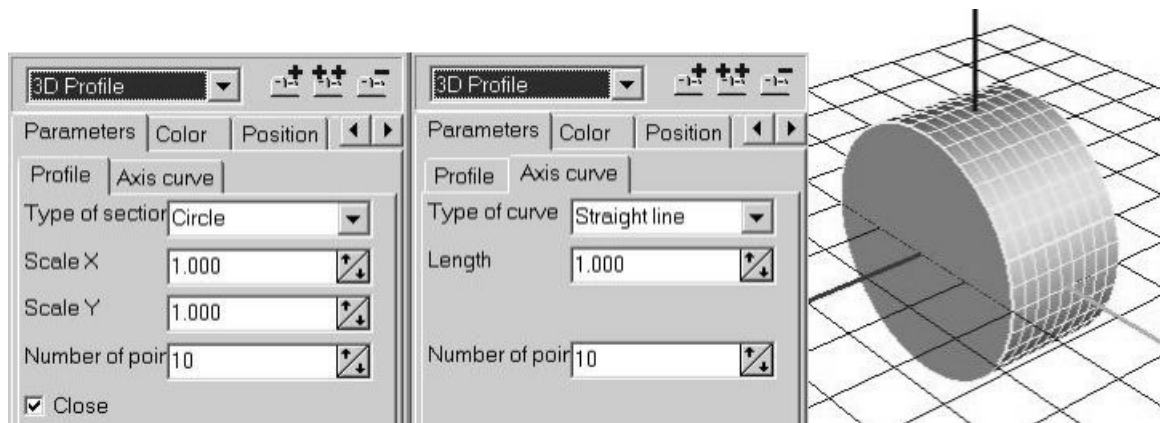 3D Profile
Parameters Color Position
Profile Axis curve
Type of section Circle
Scale X 1.000
Scale Y 1.000
Number of poir 10
Close
3D Profile
Parameters Color Position
Profile Axis curve
Type of curve Straight line
Length 1.000
Number of poir 10